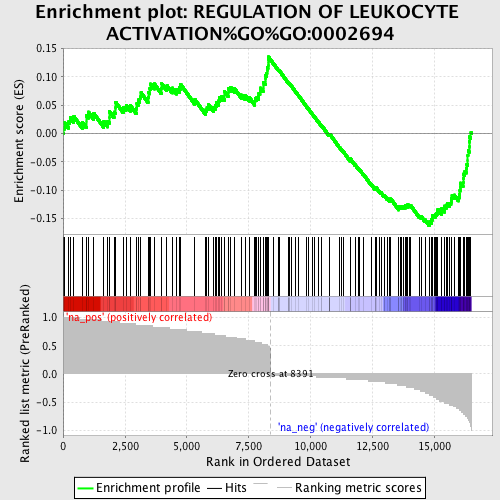 Enrichment plot: REGULATION OF LEUKOCYTE
ACTIVATION%GO%GO:0002694
Enrichment score (ES)
0.15
0.10
0.05
0.00
-0.05
-0.10
-0.15
Ranked list metric (PreRanked)
1.0
0.5
0.0
-0.5
-1.0
'na_pos' (positively correlated)
Zero cross at 8391
'na_neg' (negatively correlated)
0
2,500
5,000
7,500
10,000
12,500
15,000
Rank in Ordered Dataset
Enrichment profile
Hits
Ranking metric scores